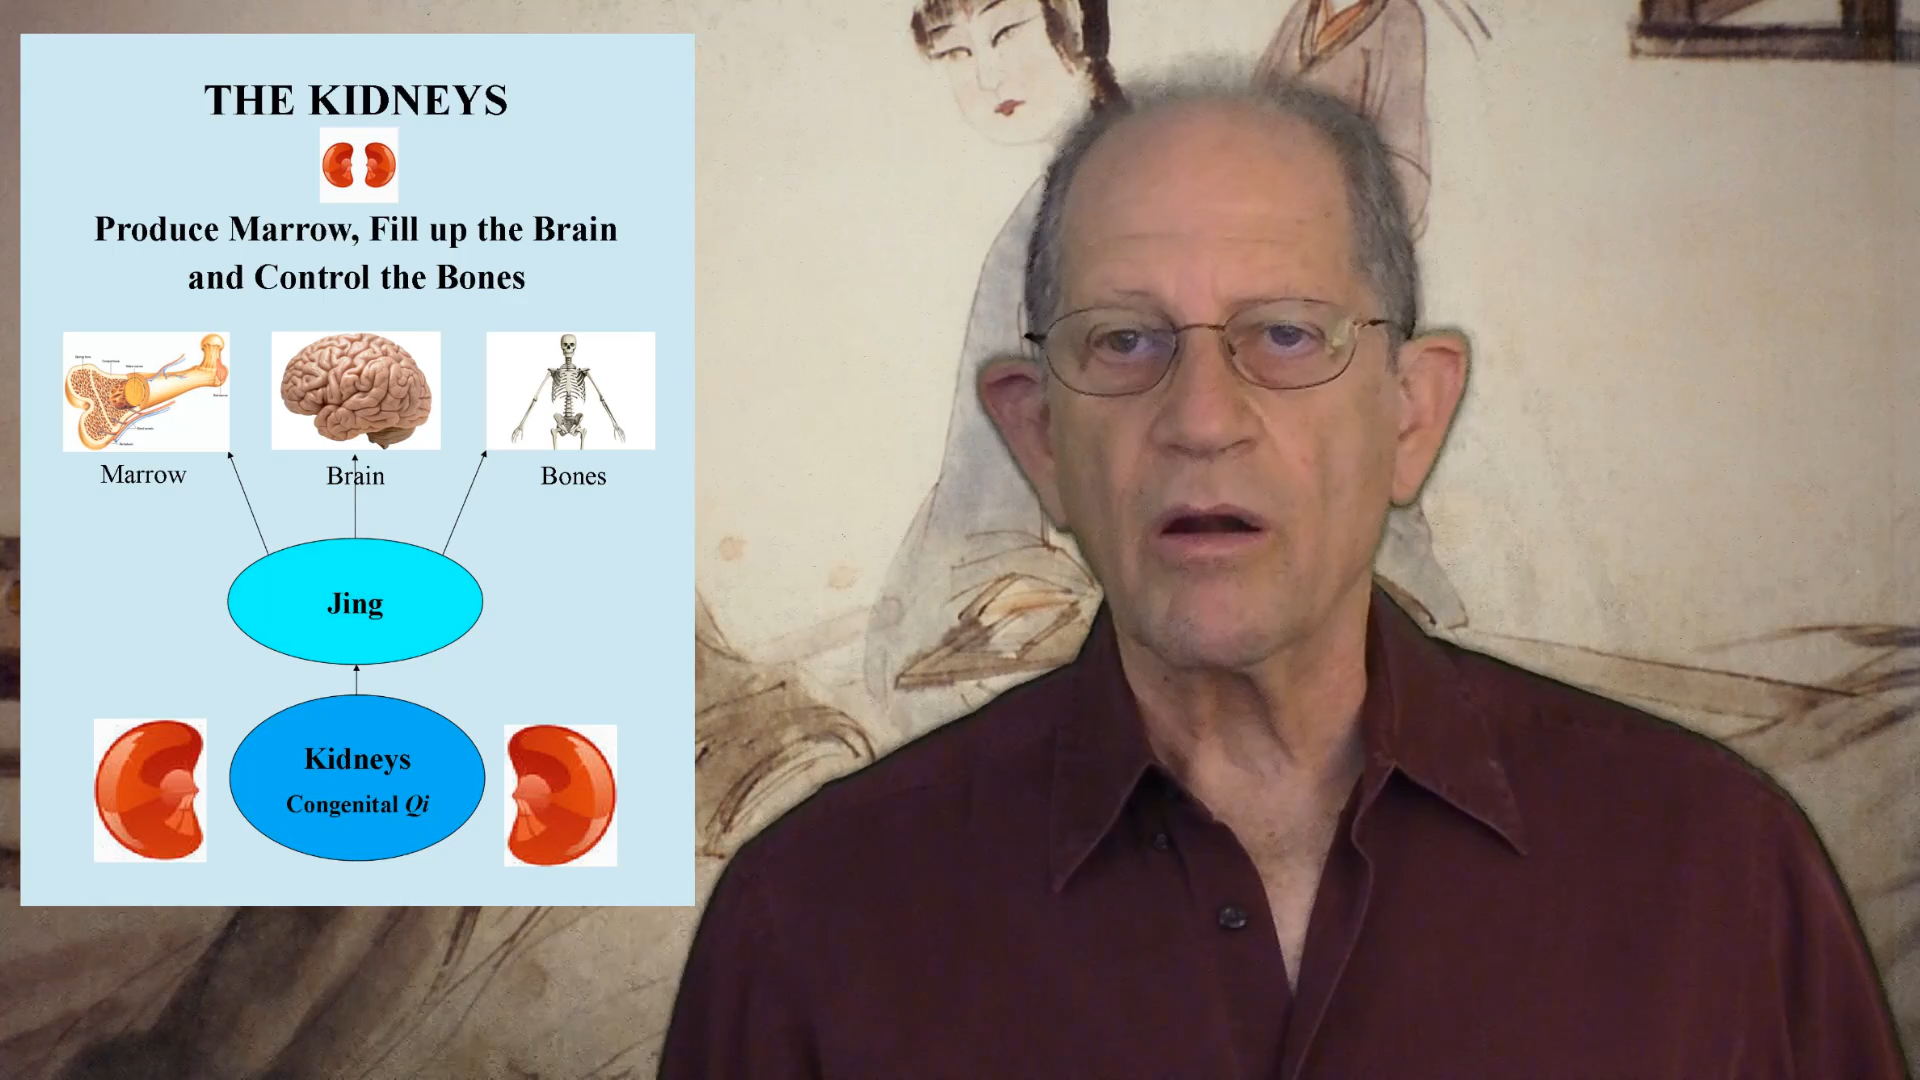 THE KIDNEYS
Produce Marrow, Fill up the Brain
and Control the Bones
Marrow
Brain
Bones
Jing
Kidneys
Congenital Qi